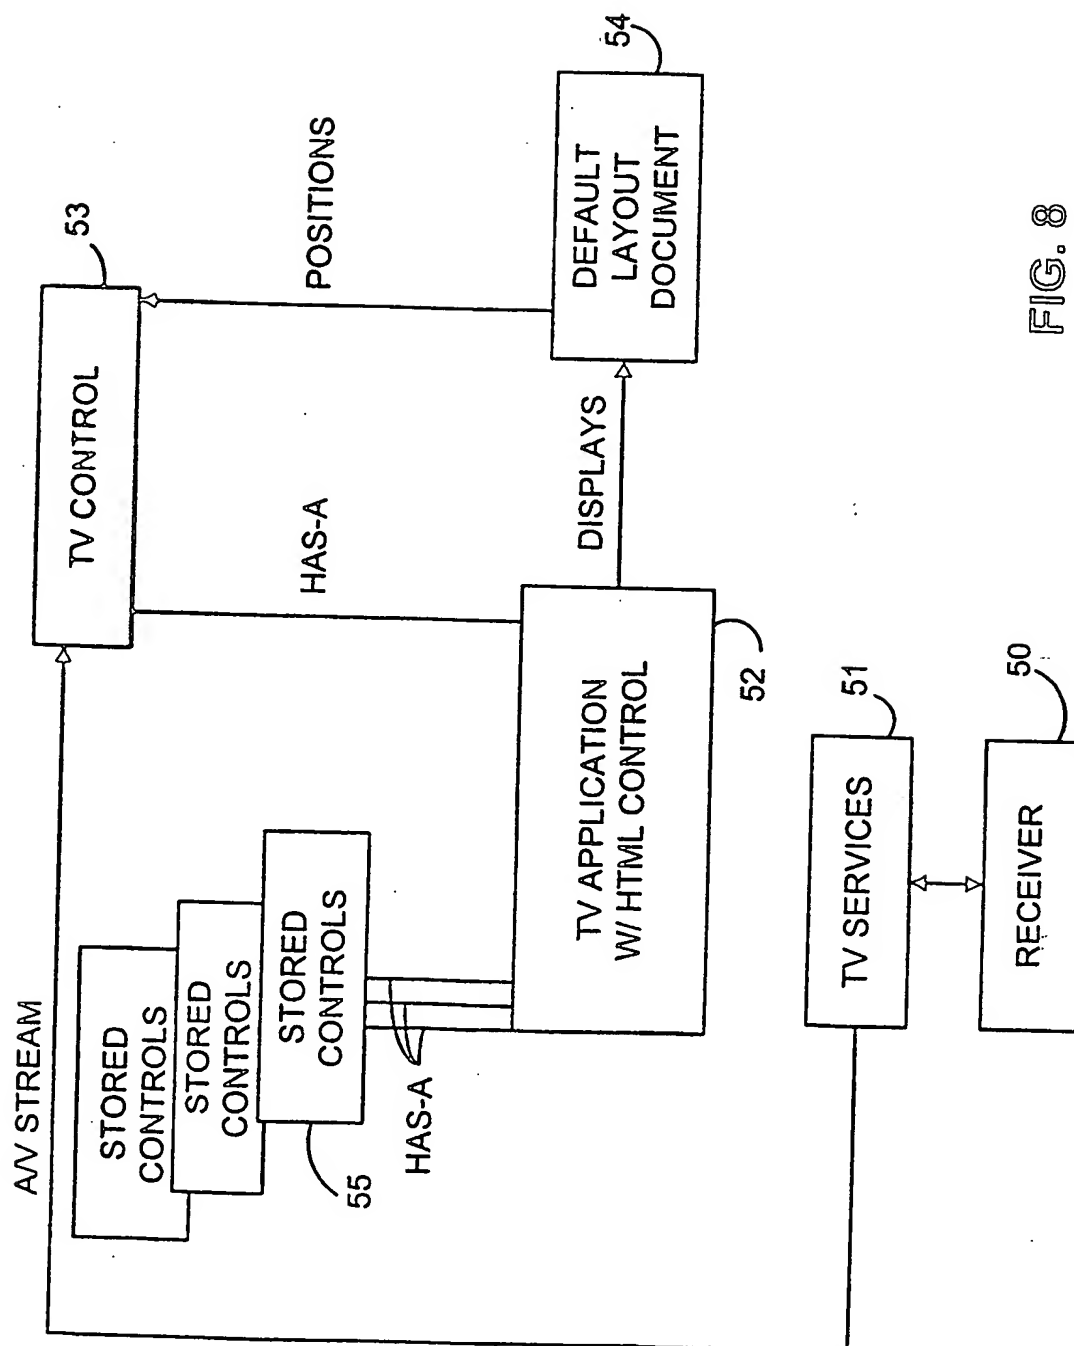 A/V STREAM
STORED
CONTROLS
STORED
CONTROLS
STORED
CONTROLS
55
HAS-A
TV CONTROL
53
HAS-A
POSITIONS
TV APPLICATION
W/ HTML CONTROL
52
DISPLAYS
DEFAULT
LAYOUT
DOCUMENT
54
TV SERVICES
51
RECEIVER
50
FIG. 8